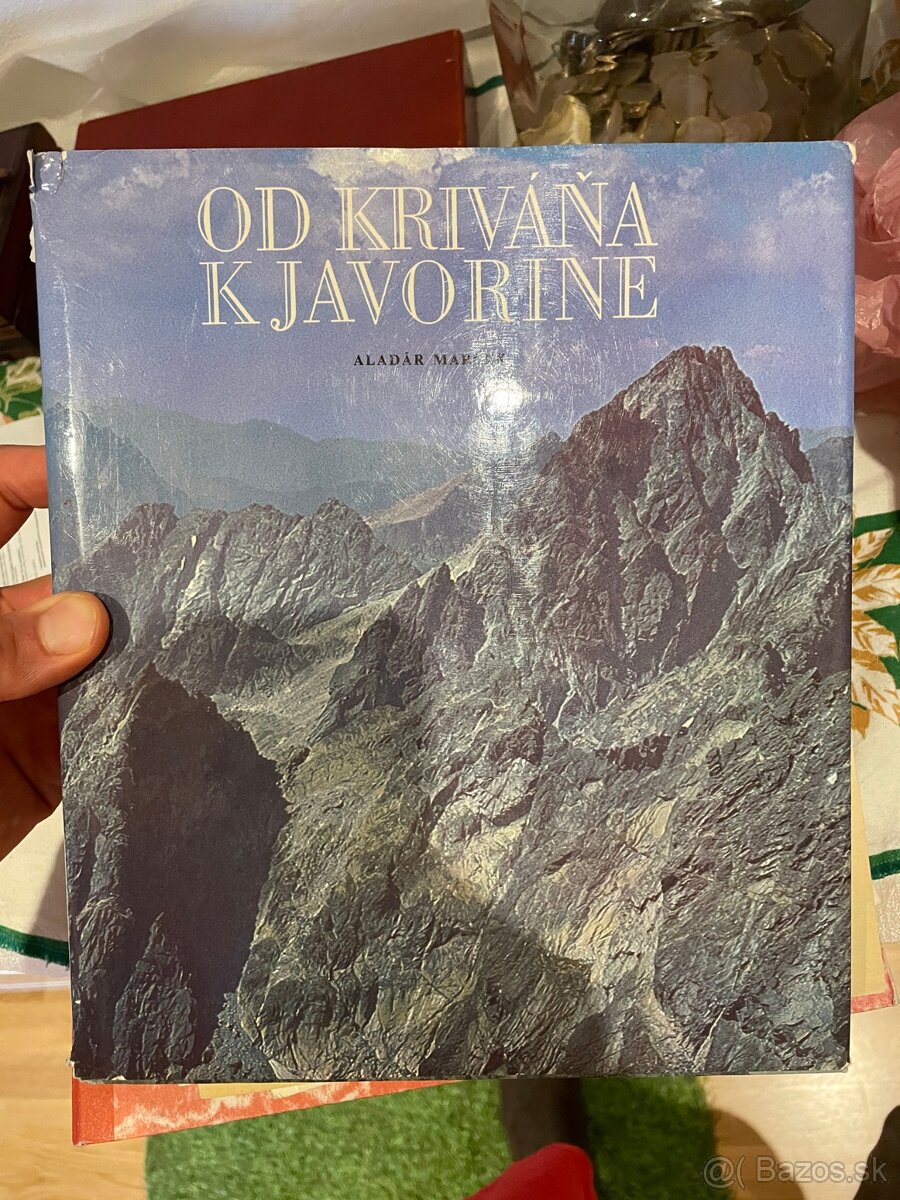 OD KRIVÁŇA
K JAVORINE
ALADÁR
@( Bazos.sk